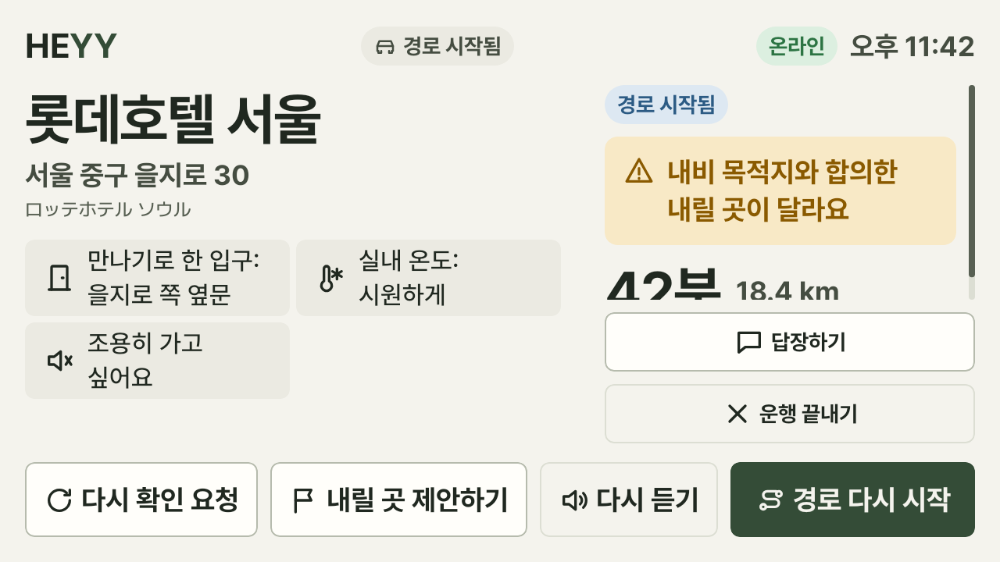 HEYY
경로 시작됨
온라인
오후 11:42
롯데호텔 서울
서울 중구 을지로 30
ロッテホテル ソウル
만나기로 한 입구:
을지로 쪽 옆문
실내 온도:
시원하게
조용히 가고
싶어요
경로 시작됨
내비 목적지와 합의한
내릴 곳이 달라요
18.4 km
답장하기
운행 끝내기
다시 확인 요청
내릴 곳 제안하기
다시 듣기
경로 다시 시작